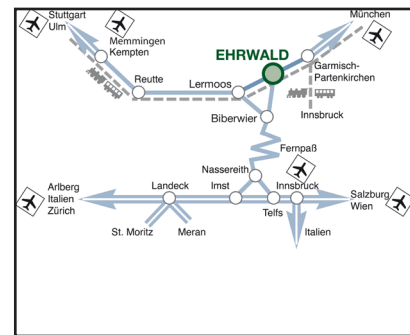 Stuttgart
Ulm
München
Memmingen
Kempten
EHRWALD
Garmisch-
Partenkirchen
Reutte
Lermoos
Innsbruck
Biberwier
Fernpaß
Nassereith
Arlberg
Italien
Zürich
Landeck
Imst
Innsbruck
Salzburg
Wien
Telfs
St. Moritz
Meran
Italien